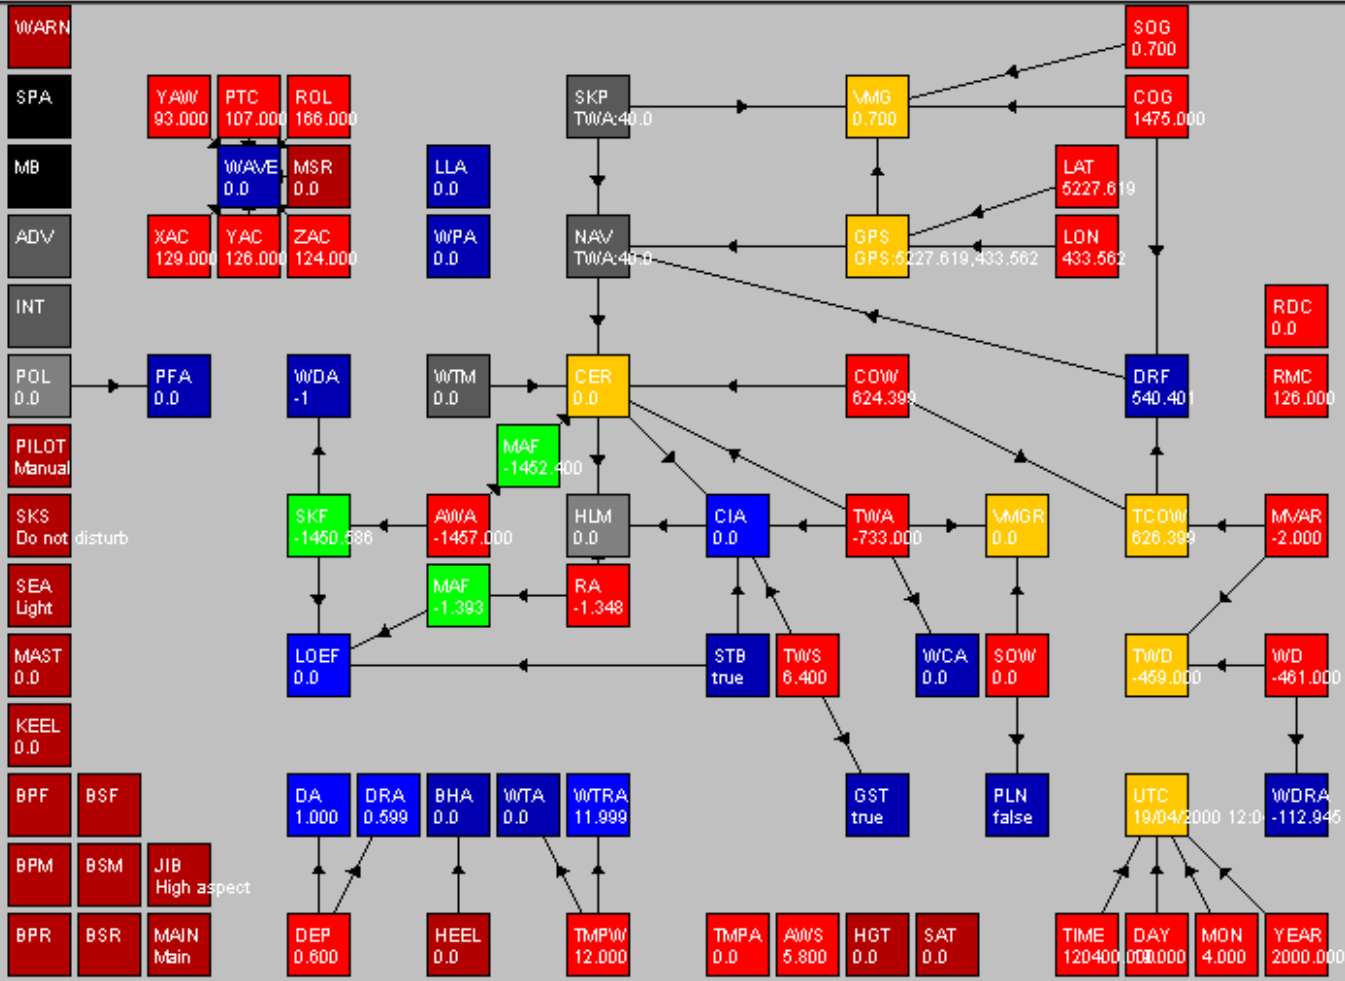 WARN
SOG
0.700
SPA
YAW
93.000
PTC
107.000
ROL
166.000
SKP
TWA:40.0
VMG
0.700
COG
1475.000
MB
WAVE
0.0
MSR
0.0
LLA
0.0
LAT
5227.619
ADV
XAC
129.000
YAC
126.000
ZAC
124.000
WPA
0.0
NAV
TWA:40.0
GPS
GPS:5227.619,433.562
LON
433.562
INT
RDC
0.0
POL
0.0
PFA
0.0
WDA
-1
WTM
0.0
CER
0.0
COW
624.399
DRF
540.401
RMC
126.000
PILOT
Manual
MAF
-1452.400
SKS
Do not disturb
SKF
-1450.586
AWA
-1457.000
HLM
0.0
CIA
0.0
TWA
-733.000
VMGR
0.0
TCOW
626.399
MVAR
-2.000
SEA
Light
MAF
-1.393
RA
-1.348
MAST
0.0
LOEF
0.0
STB
true
TWS
6.400
WCA
0.0
SOW
0.0
TWD
-459.000
WD
-461.000
KEEL
0.0
BPF
BSF
DA
1.000
DRA
0.599
BHA
0.0
WTA
0.0
WTRA
11.999
GST
true
PLN
false
UTC
19/04/2000 12:0
WDRA
-112.945
BPM
BSM
JIB
High aspect
BPR
BSR
MAIN
Main
DEP
0.600
HEEL
0.0
TMPW
12.000
TMPA
0.0
AWS
5.800
HGT
0.0
SAT
0.0
TIME
120400.000
DAY
MON
4.000
YEAR
2000.000